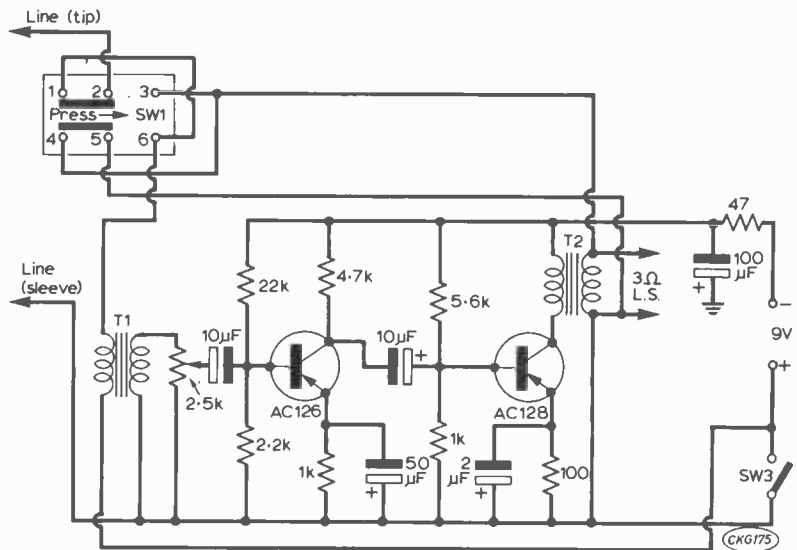 Line (tip)
1 2 3
Press → SW1
4 5 6
47
T2
100
µF
+
3Ω
L.S.
−
9V
+
Line
(sleeve)
T1
22k
4·7k
5·6k
10µF
10µF
+
2·5k
AC126
AC128
2·2k
1k
50
µF
+
1k
2
µF
+
100
SW3
CKG175